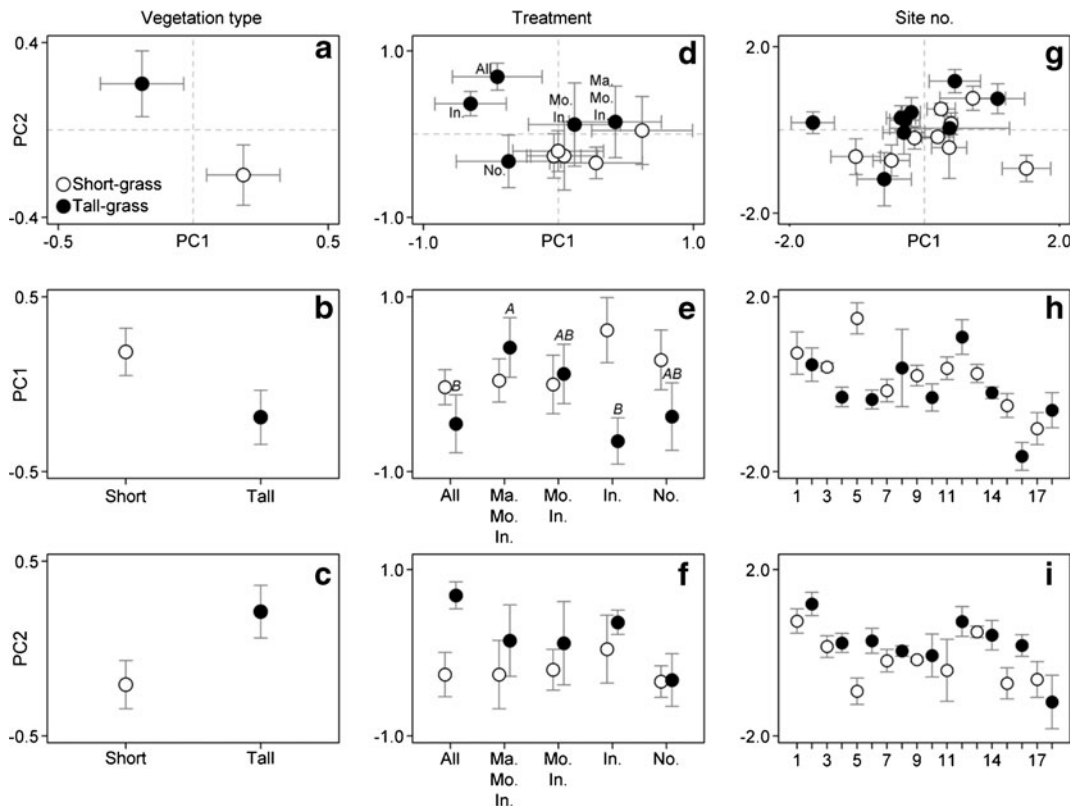 Vegetation type
Treatment
Site no.
a
0.4
PC2
-0.4
Short-grass
Tall-grass
-0.5
PC1
0.5
d
1.0
All
In.
Mo.
In.
Ma.
Mo.
In.
No.
-1.0
-1.0
PC1
1.0
g
2.0
-2.0
-2.0
PC1
2.0
b
0.5
PC1
-0.5
Short
Tall
e
1.0
A
AB
AB
B
B
-1.0
All
Ma.
Mo.
In.
Mo.
In.
In.
No.
h
2.0
-2.0
1 3 5 7 9 11 14 17
c
0.5
PC2
-0.5
Short
Tall
f
1.0
-1.0
All
Ma.
Mo.
In.
Mo.
In.
In.
No.
i
2.0
-2.0
1 3 5 7 9 11 14 17